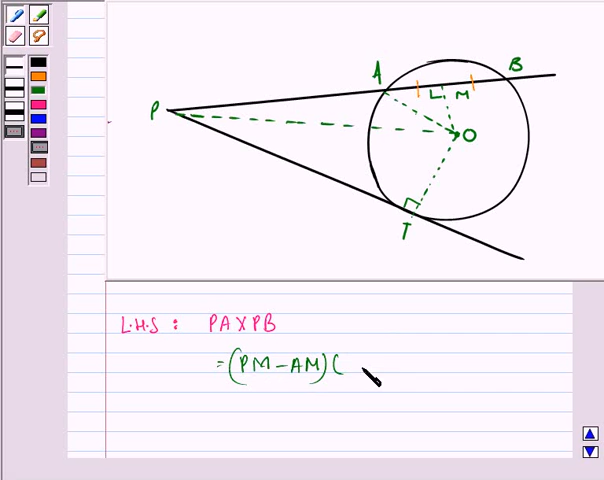 A
B
P
M
O
T
L.H.S : PA X PB
= (PM - AM) (